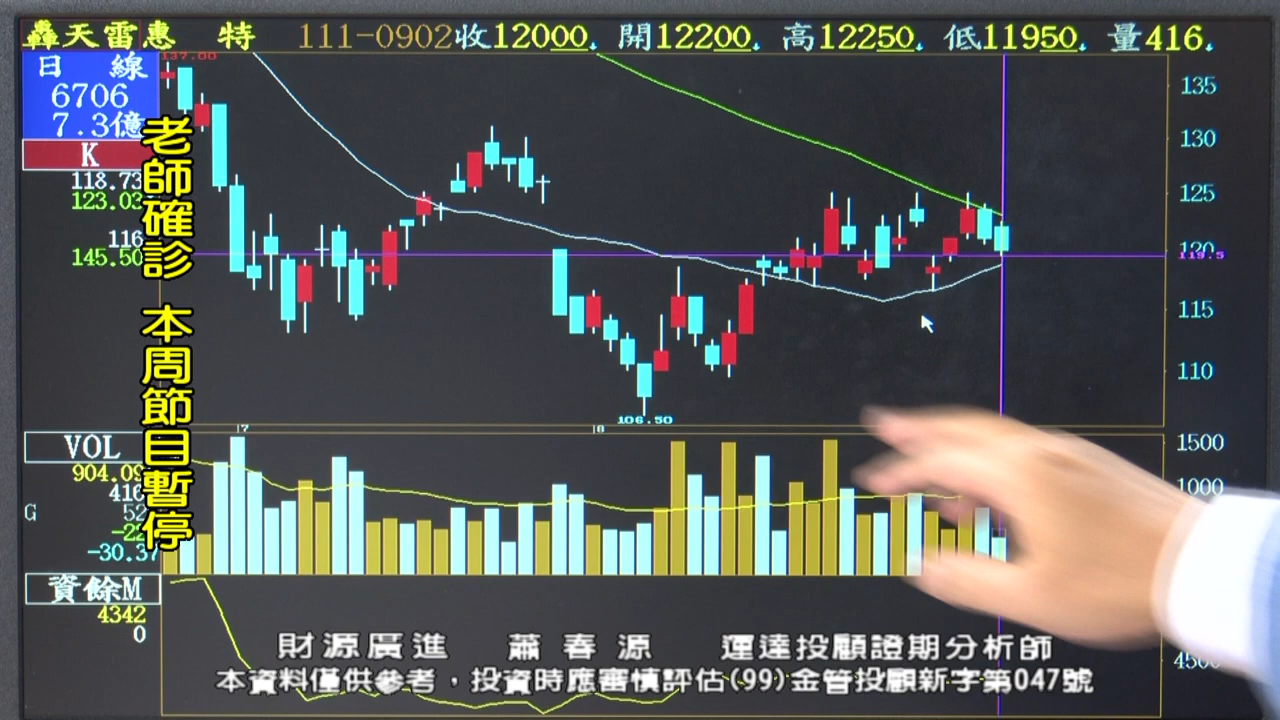 轟天雷惠 特 111-0902收12000。 開12200。 高12250。 低11950。 量416。
日 線
6706
7.3億
K
118.73
123.03
116
145.50
137.00
135
130
125
120
119.5
115
110
106.50
7
8
VOL
904.09
416
G 52
-22
-30.37
1500
1000
資餘M
4342
0
4500
老師確診 本周節目暫停
財源廣進 蕭春源 運達投顧證期分析師
本資料僅供參考，投資時應審慎評估(99)金管投顧新字第047號